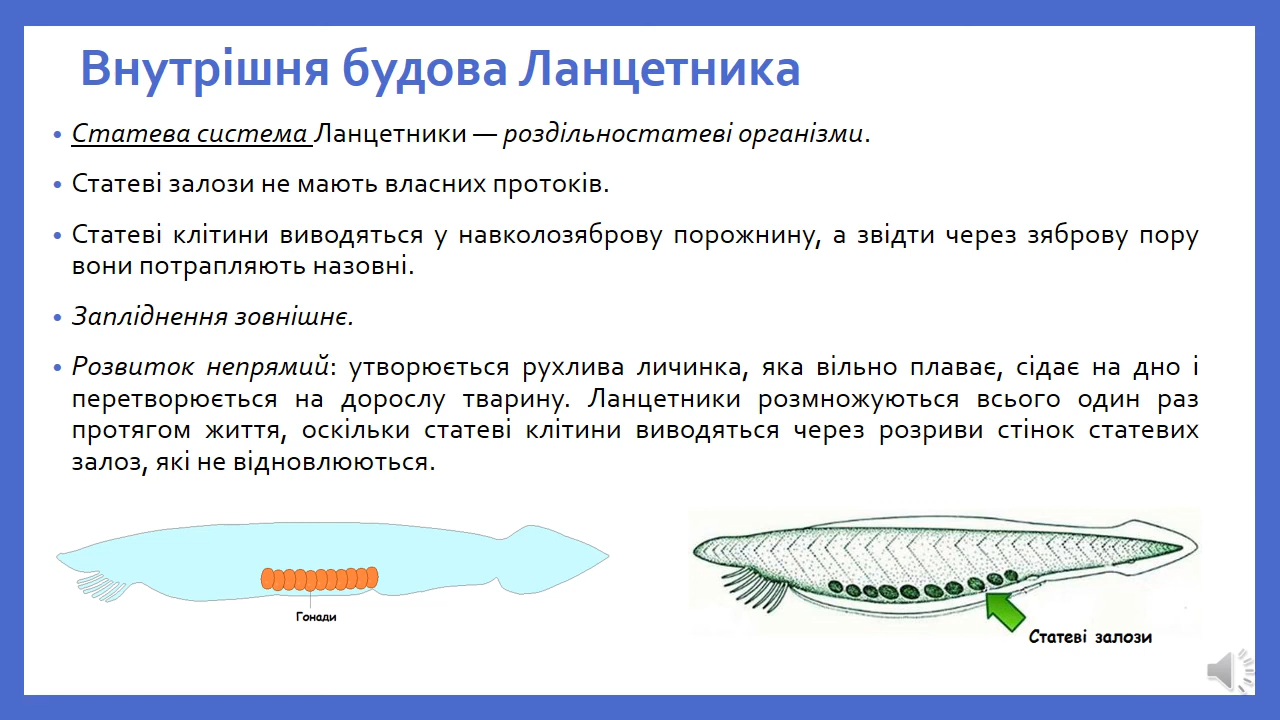 Внутрішня будова Ланцетника
• Статева система Ланцетники — роздільностатеві організми.
• Статеві залози не мають власних протоків.
• Статеві клітини виводяться у навколозяброву порожнину, а звідти через зяброву пору
вони потрапляють назовні.
• Запліднення зовнішнє.
• Розвиток непрямий: утворюється рухлива личинка, яка вільно плаває, сідає на дно і
перетворюється на дорослу тварину. Ланцетники розмножуються всього один раз
протягом життя, оскільки статеві клітини виводяться через розриви стінок статевих
залоз, які не відновлюються.
Гонади
Статеві залози